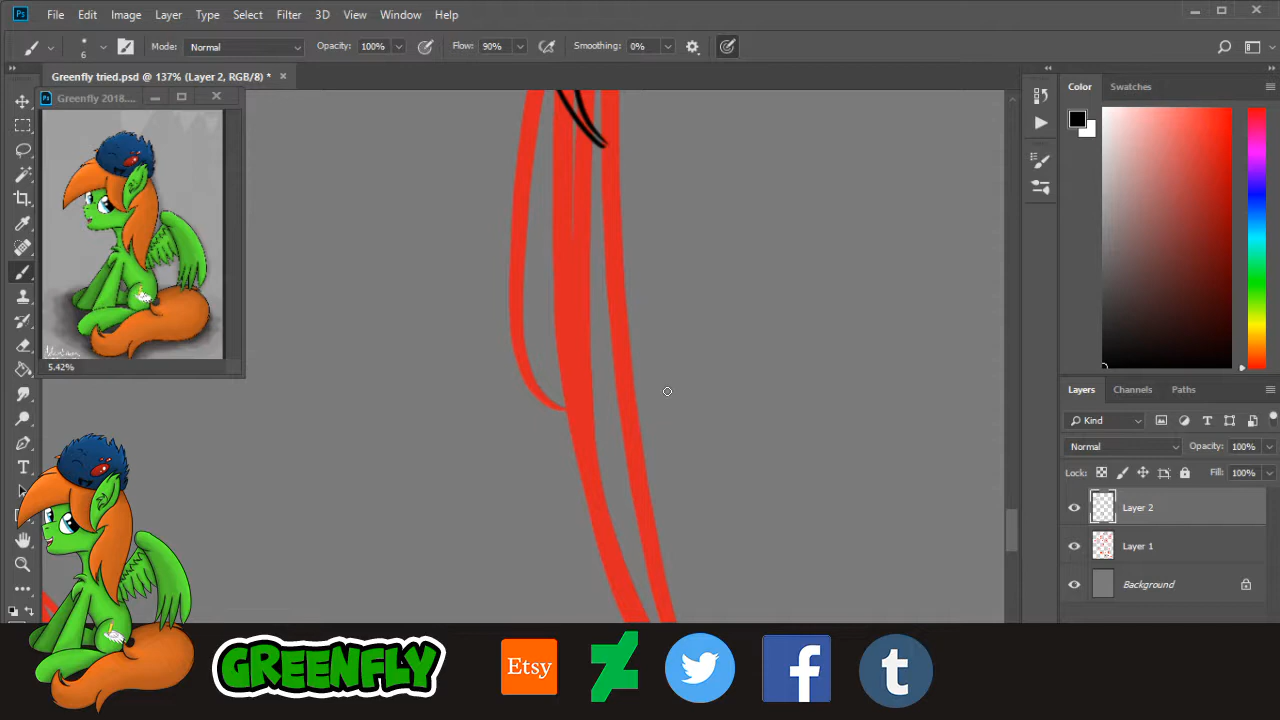 Ps File Edit Image Layer Type Select Filter 3D View Window Help
6 Mode: Normal Opacity: 100% Flow: 90% Smoothing: 0%
Greenfly tried.psd @ 137% (Layer 2, RGB/8) *
Greenfly 2018....
5.42%
Color Swatches
Layers Channels Paths
Kind
Normal Opacity: 100%
Lock: Fill: 100%
Layer 2
Layer 1
Background
GREENFLY Etsy f t